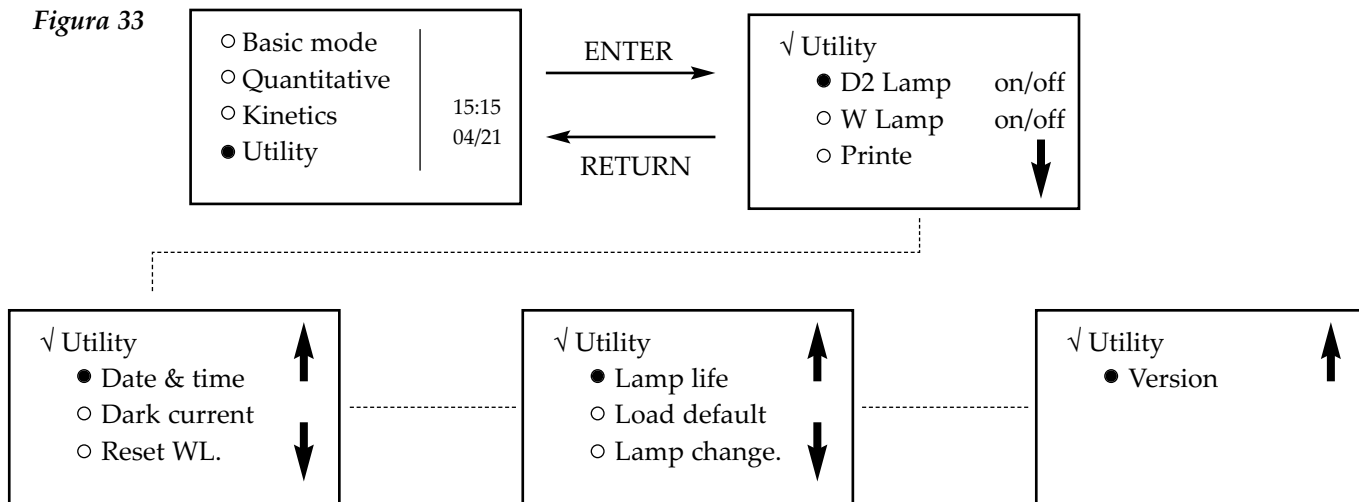 Figura 33
Basic mode
Quantitative
Kinetics
Utility
15:15
04/21
ENTER
RETURN
√ Utility
D2 Lamp on/off
W Lamp on/off
Printe
√ Utility
Date & time
Dark current
Reset WL.
√ Utility
Lamp life
Load default
Lamp change.
√ Utility
Version